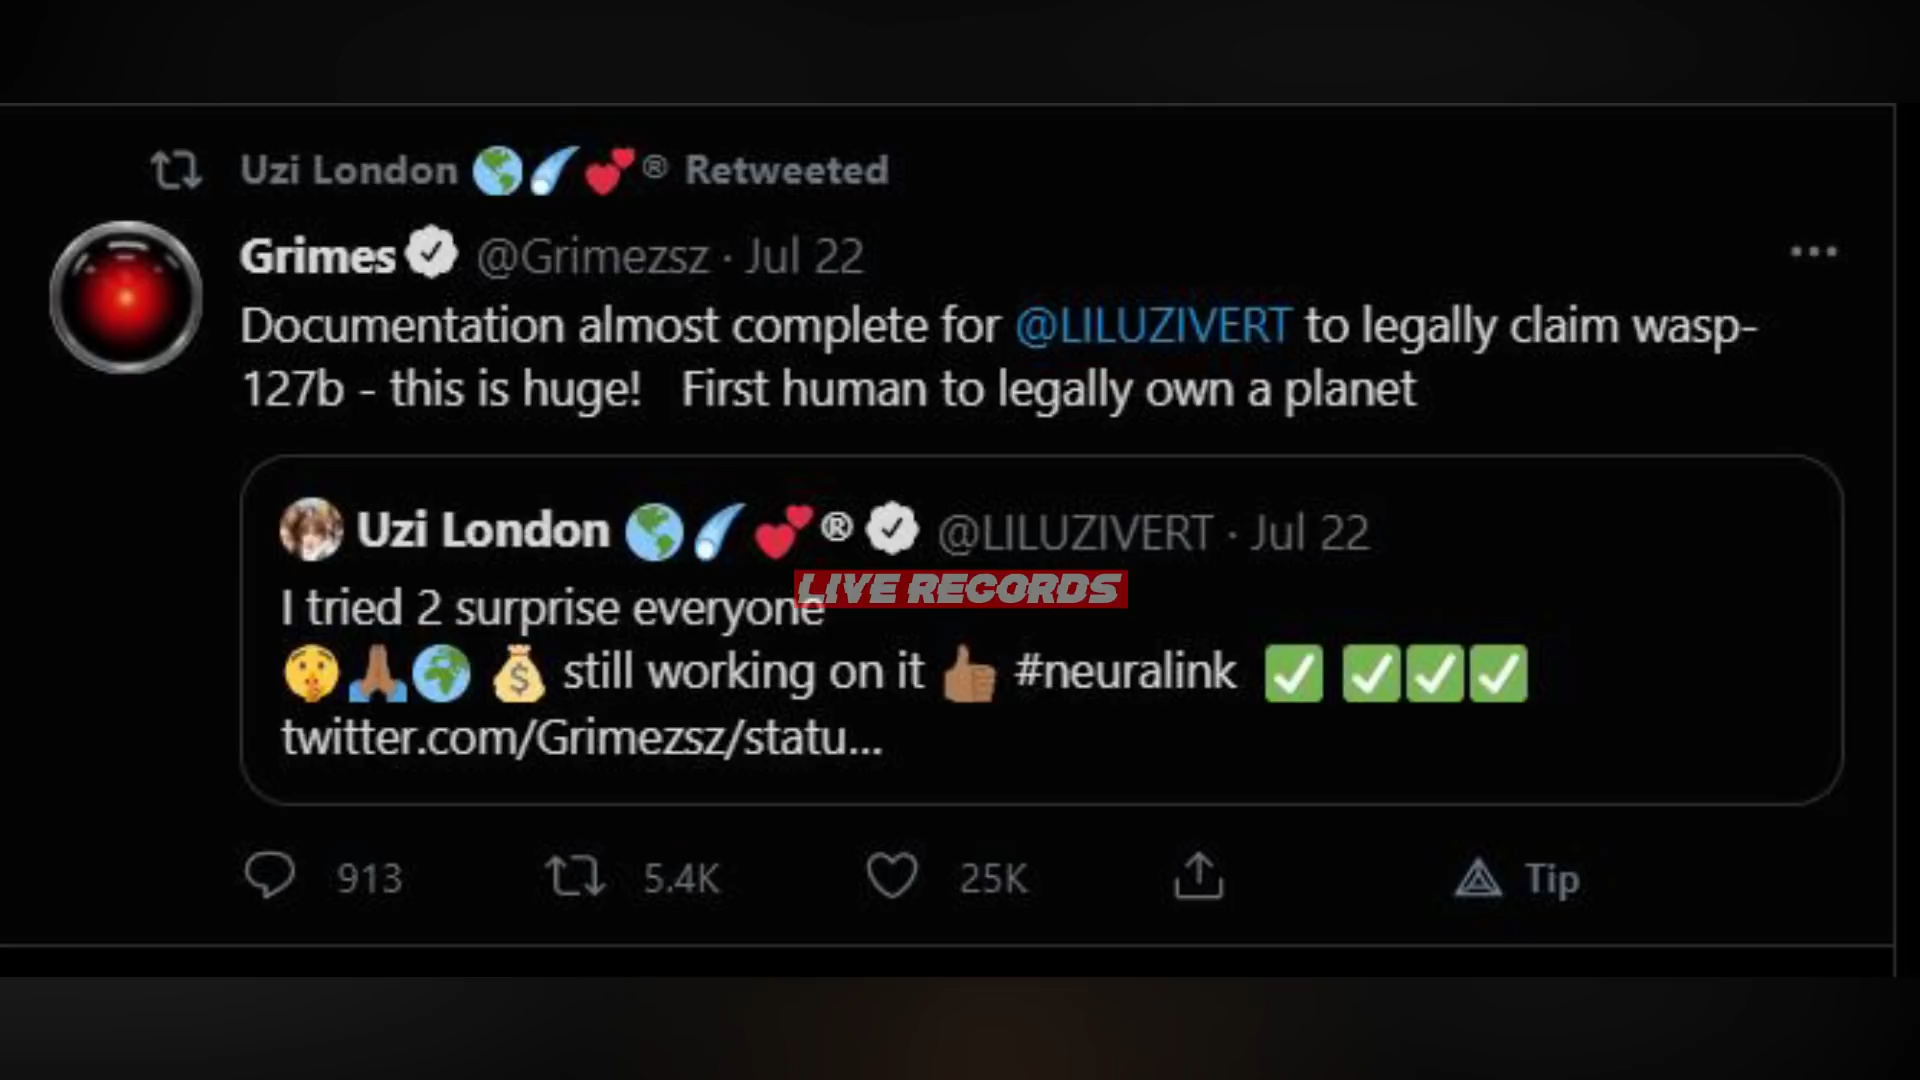 Uzi London 🌎☄️💕® Retweeted
Grimes @Grimezsz · Jul 22
Documentation almost complete for @LILUZIVERT to legally claim wasp-
127b - this is huge!   First human to legally own a planet
Uzi London 🌎☄️💕® @LILUZIVERT · Jul 22
LIVE RECORDS
I tried 2 surprise everyone
🤫🙏🏾🌍 💰 still working on it 👍🏾 #neuralink ✅ ✅✅✅
twitter.com/Grimezsz/statu...
913 5.4K 25K Tip